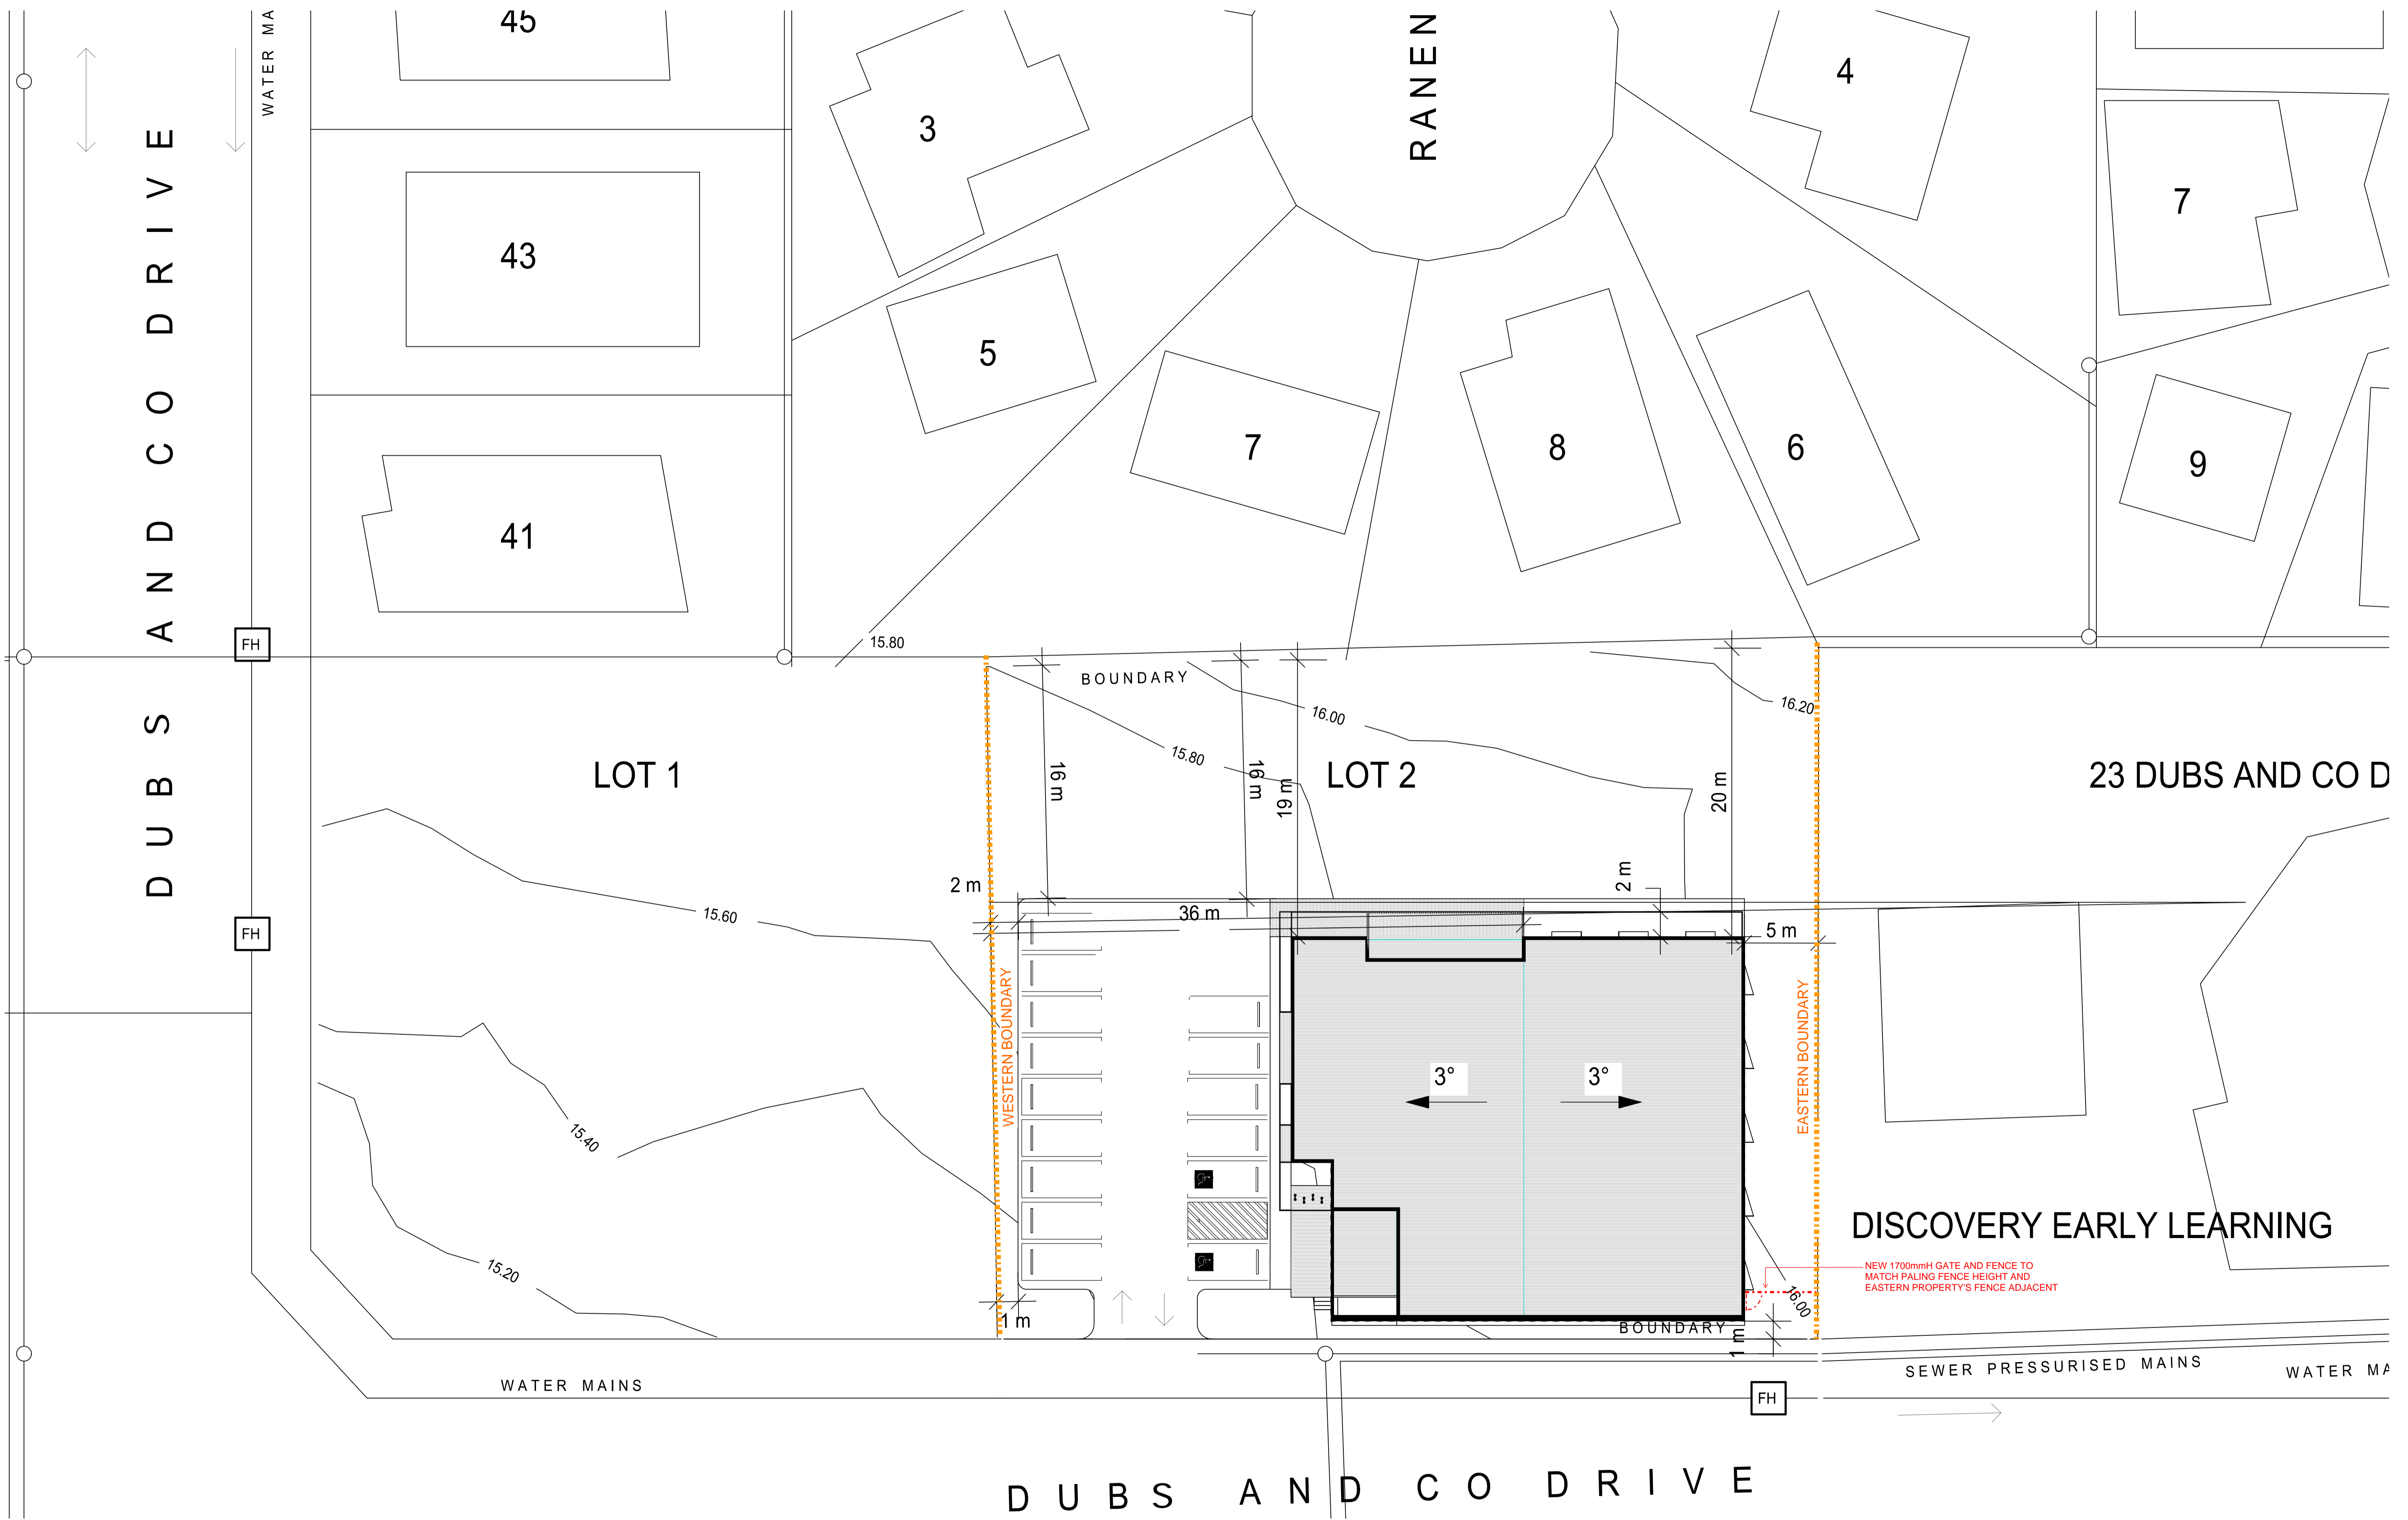 45
WATER MA
3
RANEN
4
7
DUBS AND CO DRIVE
43
5
7
8
6
9
41
FH
15.80
BOUNDARY
16.00
16.20
15.80
LOT 1
16 m
16 m
19 m
LOT 2
20 m
23 DUBS AND CO D
2 m
2 m
15.60
36 m
5 m
FH
WESTERN BOUNDARY
EASTERN BOUNDARY
3°
3°
15.40
DISCOVERY EARLY LEARNING
15.20
NEW 1700mmH GATE AND FENCE TO
MATCH PALING FENCE HEIGHT AND
EASTERN PROPERTY'S FENCE ADJACENT
16.00
1 m
BOUNDARY
1 m
SEWER PRESSURISED MAINS
WATER MA
WATER MAINS
FH
DUBS AND CO DRIVE